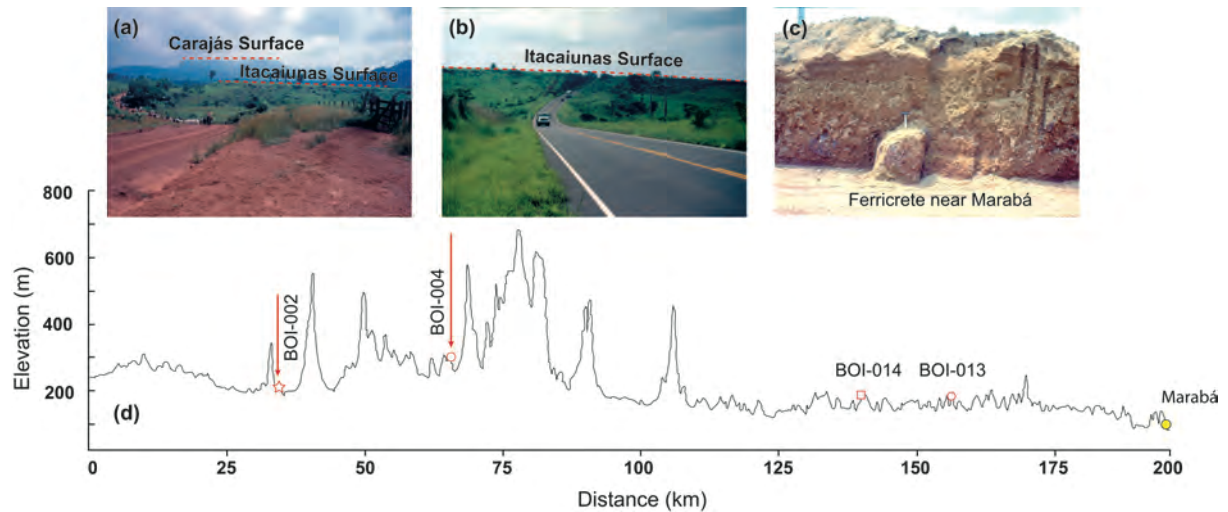 (a)
Carajás Surface
Itacaiunas Surface
(b)
Itacaiunas Surface
(c)
Ferricrete near Marabá
800
600
400
200
Elevation (m)
BOI-002
BOI-004
BOI-014
BOI-013
Marabá
(d)
0 25 50 75 100 125 150 175 200
Distance (km)